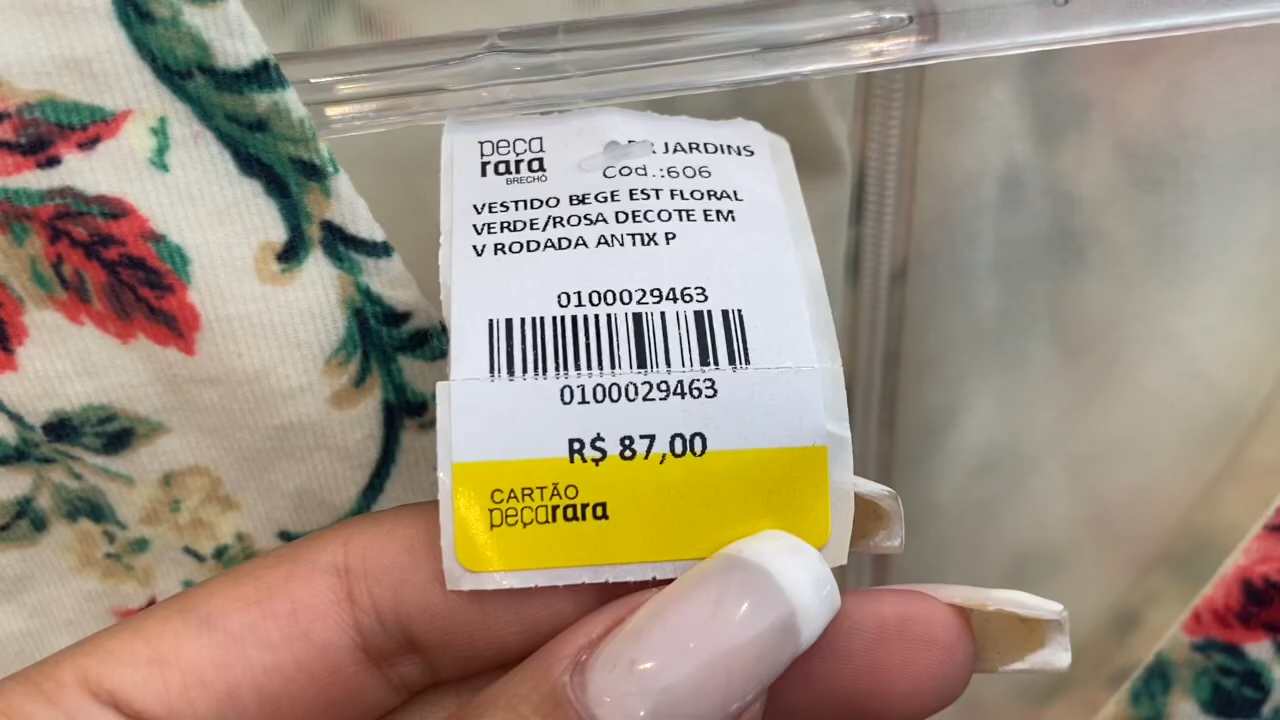 peça
rara
BRECHÓ
JARDINS
Cod.:606
VESTIDO BEGE EST FLORAL
VERDE/ROSA DECOTE EM
V RODADA ANTIX P
0100029463
0100029463
R$ 87,00
CARTÃO
peçarara